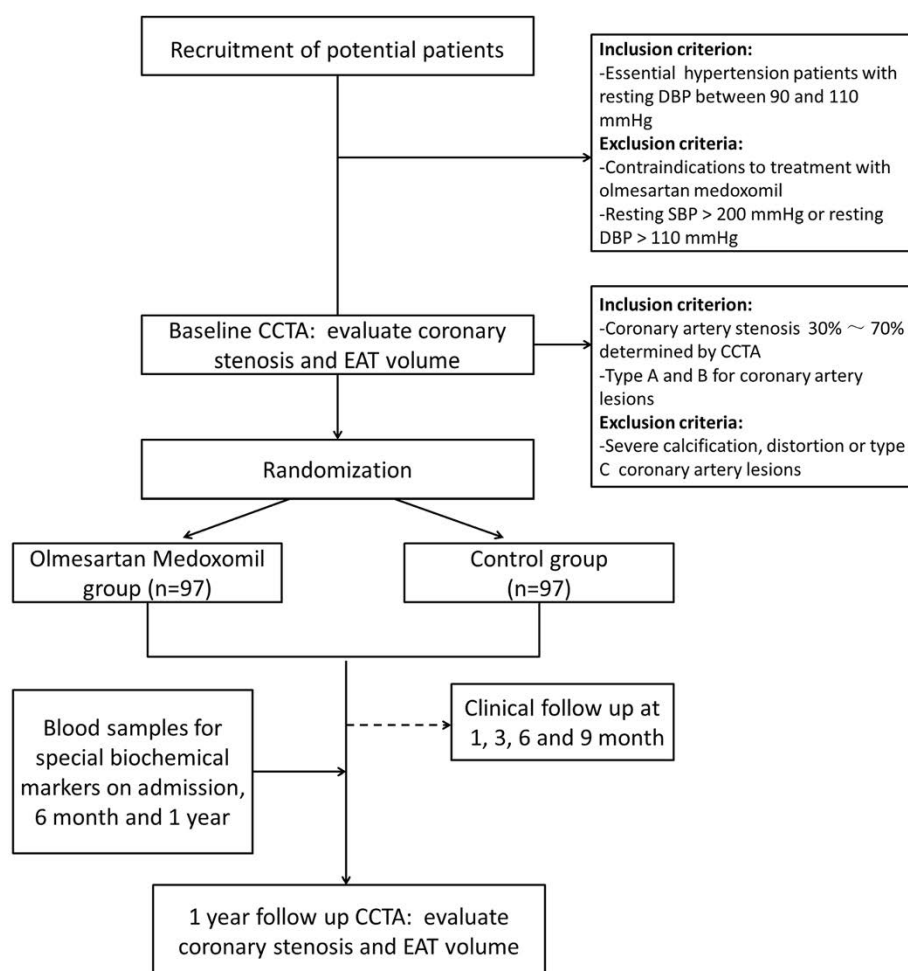 Recruitment of potential patients
Inclusion criterion:
-Essential hypertension patients with
resting DBP between 90 and 110
mmHg
Exclusion criteria:
-Contraindications to treatment with
olmesartan medoxomil
-Resting SBP > 200 mmHg or resting
DBP > 110 mmHg
Baseline CCTA: evaluate coronary
stenosis and EAT volume
Inclusion criterion:
-Coronary artery stenosis 30% ～ 70%
determined by CCTA
-Type A and B for coronary artery
lesions
Exclusion criteria:
-Severe calcification, distortion or type
C coronary artery lesions
Randomization
Olmesartan Medoxomil
group (n=97)
Control group
(n=97)
Blood samples for
special biochemical
markers on admission,
6 month and 1 year
Clinical follow up at
1, 3, 6 and 9 month
1 year follow up CCTA: evaluate
coronary stenosis and EAT volume